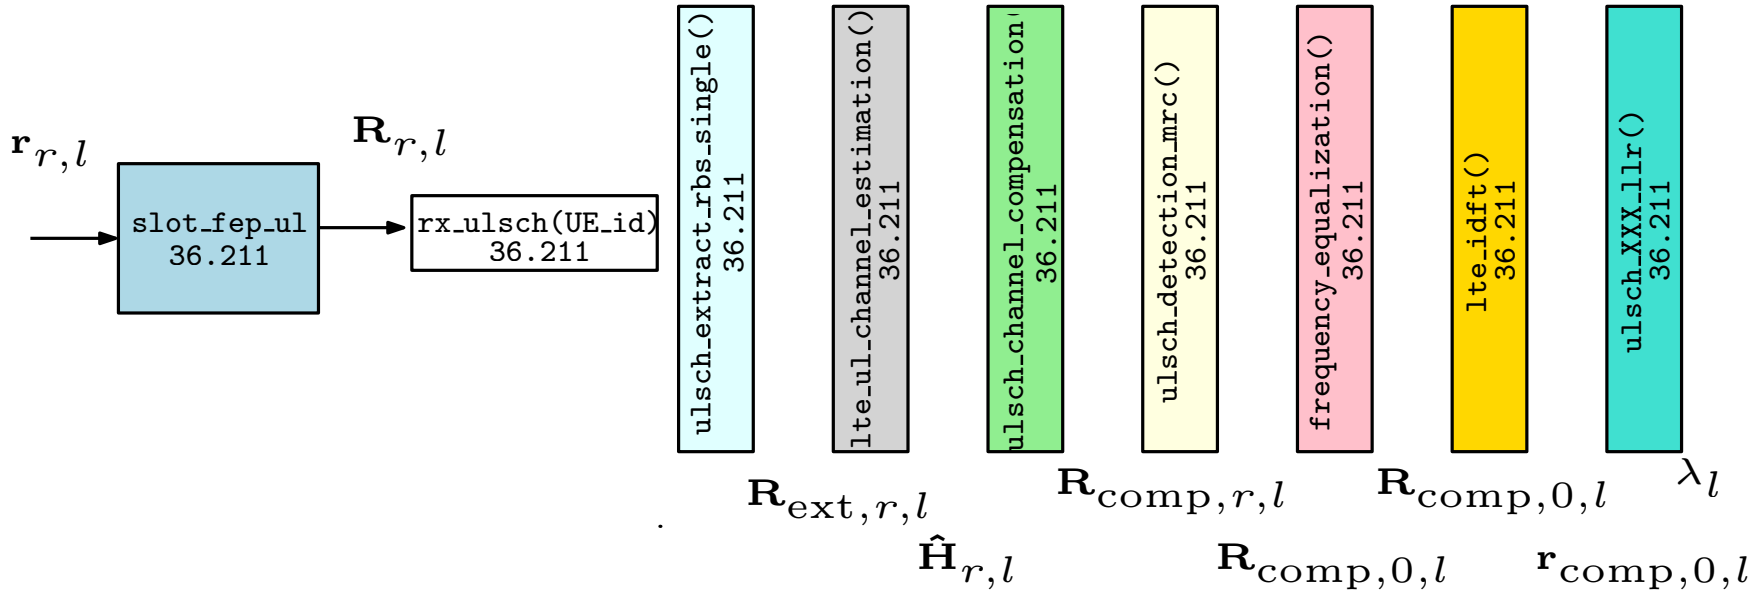 r_{r,l}
slot_fep_ul
36.211
R_{r,l}
rx_ulsch(UE_id)
36.211
ulsch_extract_rbs_single()
36.211
lte_ul_channel_estimation()
36.211
ulsch_channel_compensation(
36.211
ulsch_detection_mrc()
36.211
frequency_equalization()
36.211
lte_idft()
36.211
ulsch_XXX_llr()
36.211
R_{ext,r,l}
Ĥ_{r,l}
R_{comp,r,l}
R_{comp,0,l}
R_{comp,0,l}
r_{comp,0,l}
λ_l
.